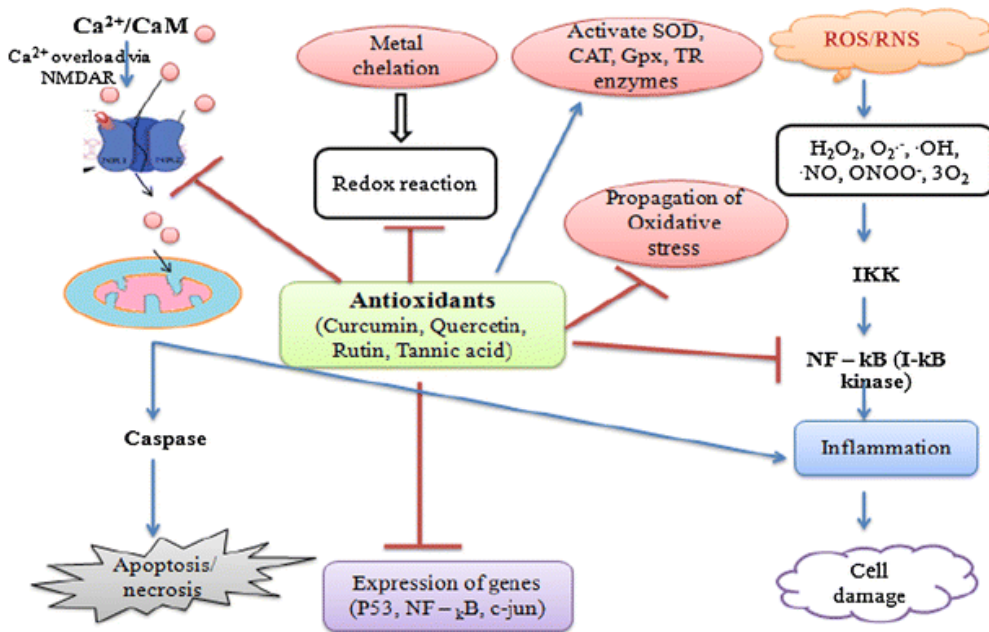 Ca²⁺/CaM
Ca²⁺ overload via
NMDAR
NR1
NR2
Metal
chelation
Redox reaction
Activate SOD,
CAT, Gpx, TR
enzymes
ROS/RNS
H₂O₂, O₂·⁻, ·OH,
·NO, ONOO⁻, 3O₂
Propagation of
Oxidative
stress
IKK
Antioxidants
(Curcumin, Quercetin,
Rutin, Tannic acid)
NF – kB (I-kB
kinase)
Caspase
Inflammation
Apoptosis/
necrosis
Expression of genes
(P53, NF – kB, c-jun)
Cell
damage